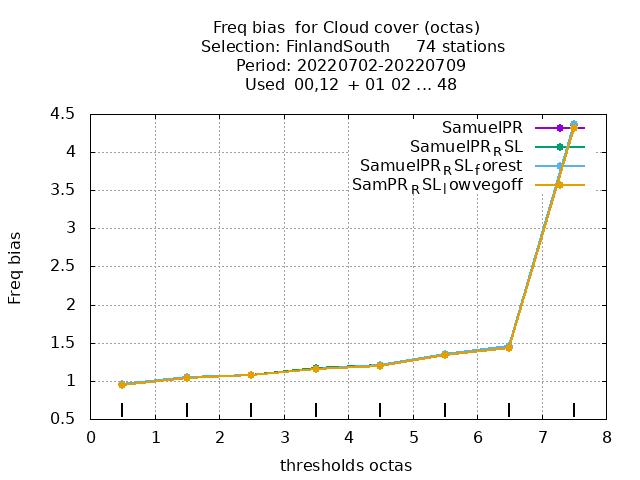 Freq bias  for Cloud cover (octas)
Selection: FinlandSouth     74 stations
Period: 20220702-20220709
Used  00,12  + 01 02 ... 48
4.5
4
3.5
3
2.5
2
1.5
1
0.5
Freq bias
SamuelPR
SamuelPR_RSL
SamuelPR_RSL_forest
SamPR_RSL_lowvegoff
0 1 2 3 4 5 6 7 8
thresholds octas